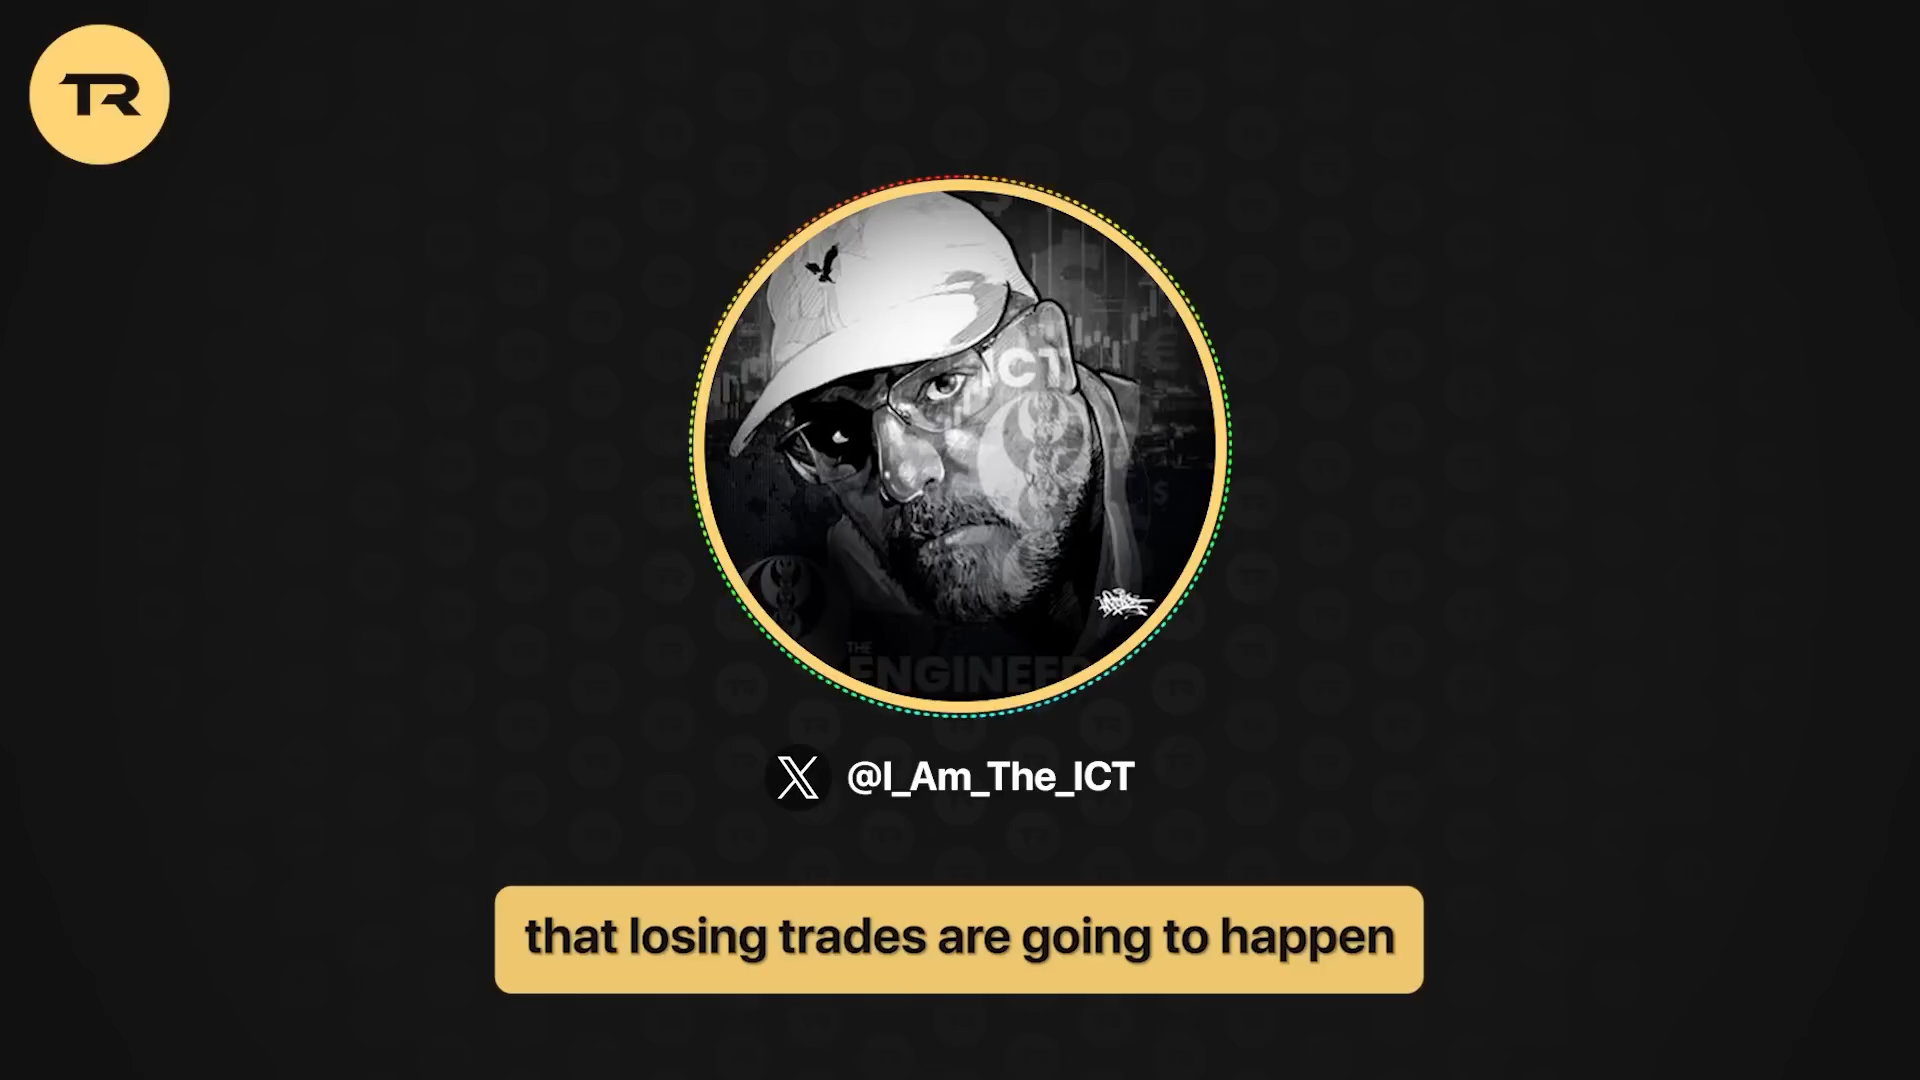 TR
ICT
THE
ENGINEER
X @I_Am_The_ICT
that losing trades are going to happen